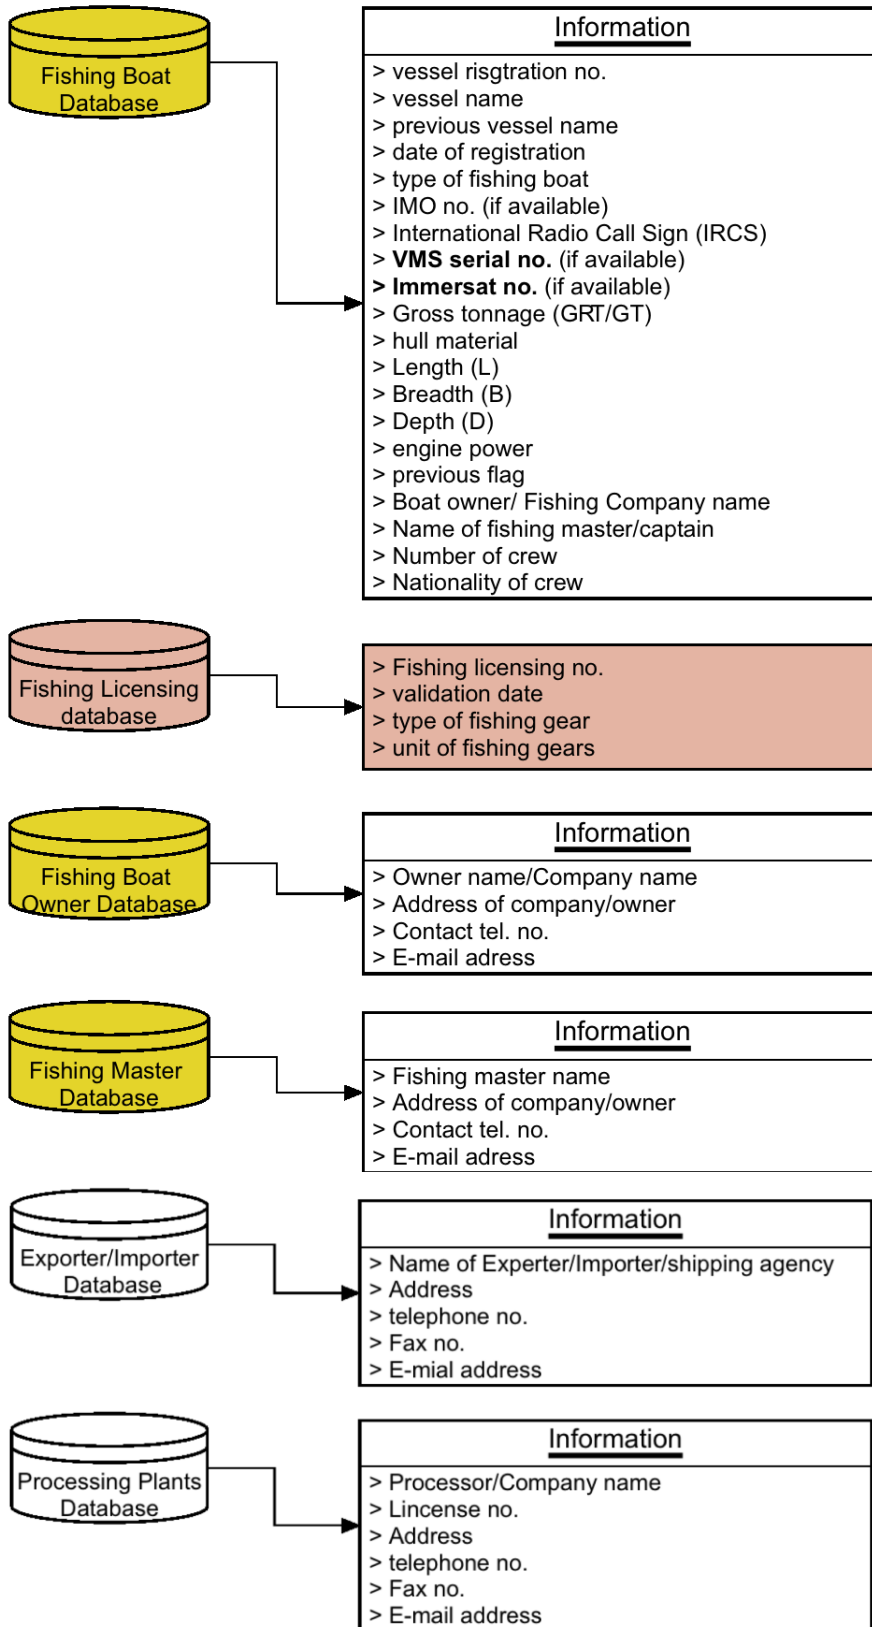 Fishing Boat
Database
Information
> vessel risgtration no.
> vessel name
> previous vessel name
> date of registration
> type of fishing boat
> IMO no. (if available)
> International Radio Call Sign (IRCS)
> VMS serial no. (if available)
> Immersat no. (if available)
> Gross tonnage (GRT/GT)
> hull material
> Length (L)
> Breadth (B)
> Depth (D)
> engine power
> previous flag
> Boat owner/ Fishing Company name
> Name of fishing master/captain
> Number of crew
> Nationality of crew
Fishing Licensing
database
> Fishing licensing no.
> validation date
> type of fishing gear
> unit of fishing gears
Fishing Boat
Owner Database
Information
> Owner name/Company name
> Address of company/owner
> Contact tel. no.
> E-mail adress
Fishing Master
Database
Information
> Fishing master name
> Address of company/owner
> Contact tel. no.
> E-mail adress
Exporter/Importer
Database
Information
> Name of Experter/Importer/shipping agency
> Address
> telephone no.
> Fax no.
> E-mial address
Processing Plants
Database
Information
> Processor/Company name
> Lincense no.
> Address
> telephone no.
> Fax no.
> E-mail address